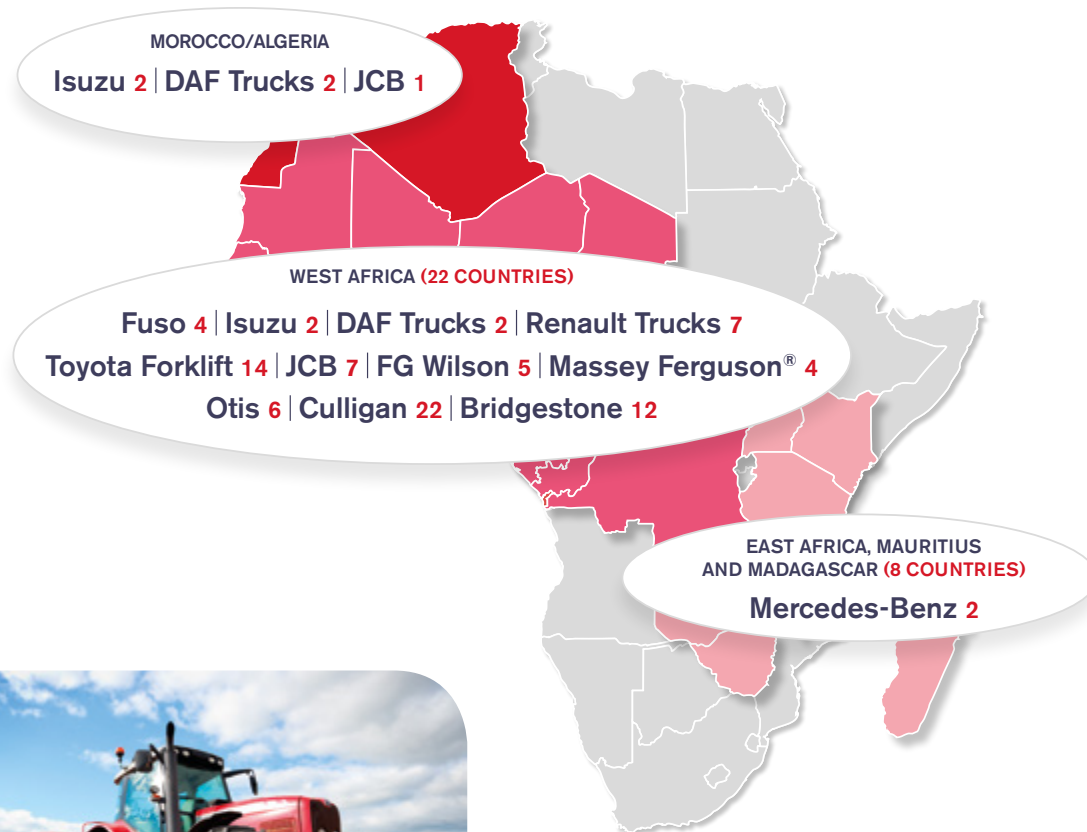 MOROCCO/ALGERIA
Isuzu 2 | DAF Trucks 2 | JCB 1
WEST AFRICA (22 COUNTRIES)
Fuso 4 | Isuzu 2 | DAF Trucks 2 | Renault Trucks 7
Toyota Forklift 14 | JCB 7 | FG Wilson 5 | Massey Ferguson® 4
Otis 6 | Culligan 22 | Bridgestone 12
EAST AFRICA, MAURITIUS
AND MADAGASCAR (8 COUNTRIES)
Mercedes-Benz 2